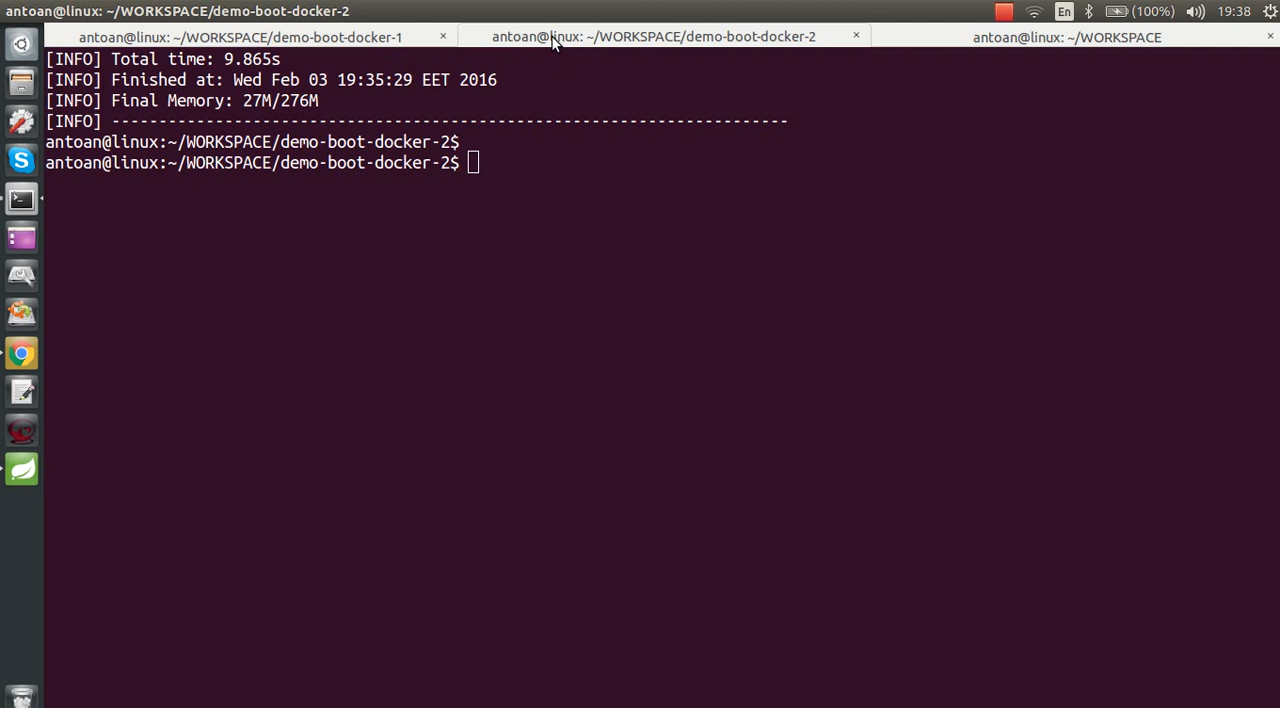 antoan@linux: ~/WORKSPACE/demo-boot-docker-2
En
(100%)
19:38
antoan@linux: ~/WORKSPACE/demo-boot-docker-1 ×
antoan@linux: ~/WORKSPACE/demo-boot-docker-2 ×
antoan@linux: ~/WORKSPACE ×
[INFO] Total time: 9.865s
[INFO] Finished at: Wed Feb 03 19:35:29 EET 2016
[INFO] Final Memory: 27M/276M
[INFO] ------------------------------------------------------------------------
antoan@linux:~/WORKSPACE/demo-boot-docker-2$
antoan@linux:~/WORKSPACE/demo-boot-docker-2$